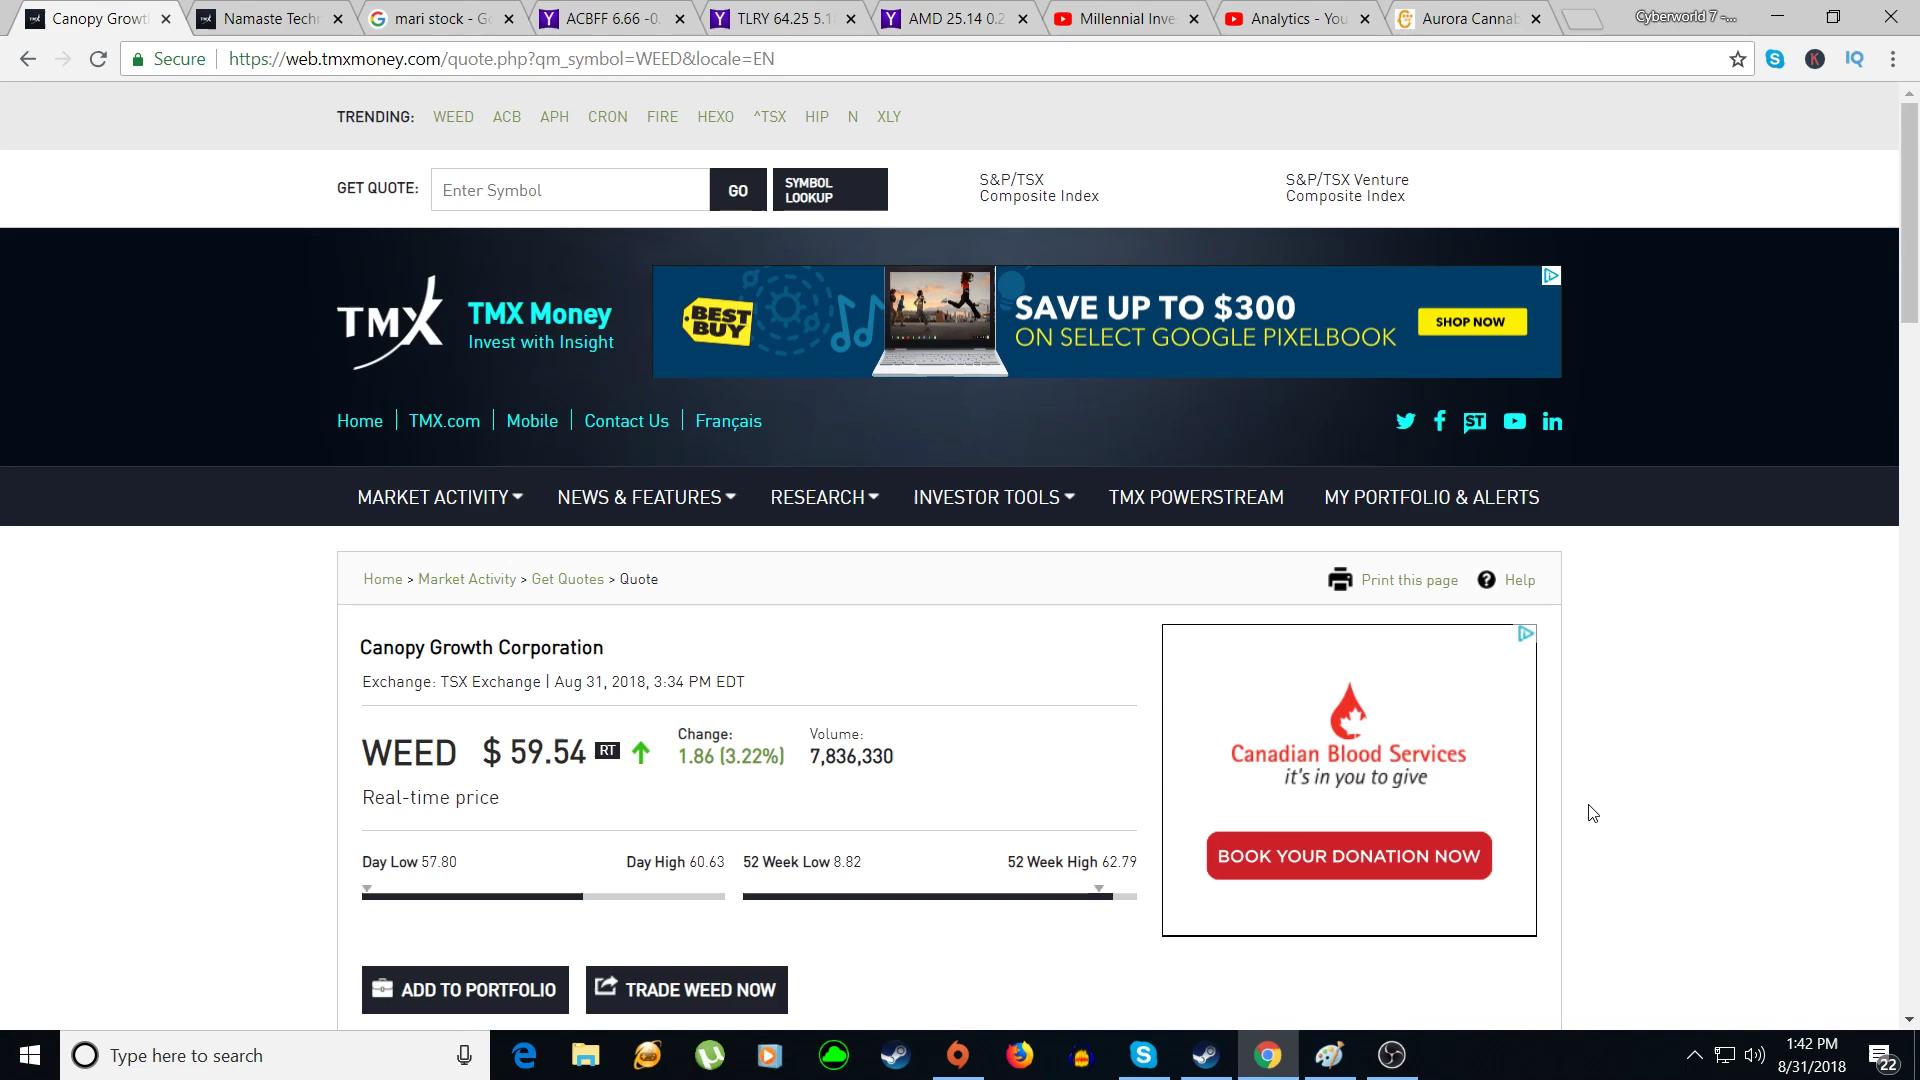 Canopy Growt
Namaste Techn
mari stock - Go
ACBFF 6.66 -0.
TLRY 64.25 5.1
AMD 25.14 0.2
Millennial Inve
Analytics - You
Aurora Cannab
Cyberworld 7 -...
Secure
https://web.tmxmoney.com/quote.php?qm_symbol=WEED&locale=EN
K
IQ
TRENDING: WEED ACB APH CRON FIRE HEXO ^TSX HIP N XLY
GET QUOTE:
Enter Symbol
GO
SYMBOL
LOOKUP
S&P/TSX
Composite Index
S&P/TSX Venture
Composite Index
TMX
TMX Money
Invest with Insight
BEST
BUY
SAVE UP TO $300
ON SELECT GOOGLE PIXELBOOK
SHOP NOW
Home | TMX.com | Mobile | Contact Us | Français
ST
in
MARKET ACTIVITY NEWS & FEATURES RESEARCH INVESTOR TOOLS TMX POWERSTREAM MY PORTFOLIO & ALERTS
Home > Market Activity > Get Quotes > Quote
Print this page
Help
Canopy Growth Corporation
Exchange: TSX Exchange | Aug 31, 2018, 3:34 PM EDT
WEED $ 59.54 RT
Change:
1.86 (3.22%)
Volume:
7,836,330
Real-time price
Day Low 57.80 Day High 60.63
52 Week Low 8.82 52 Week High 62.79
Canadian Blood Services
it's in you to give
BOOK YOUR DONATION NOW
ADD TO PORTFOLIO
TRADE WEED NOW
Type here to search
1:42 PM
8/31/2018
22